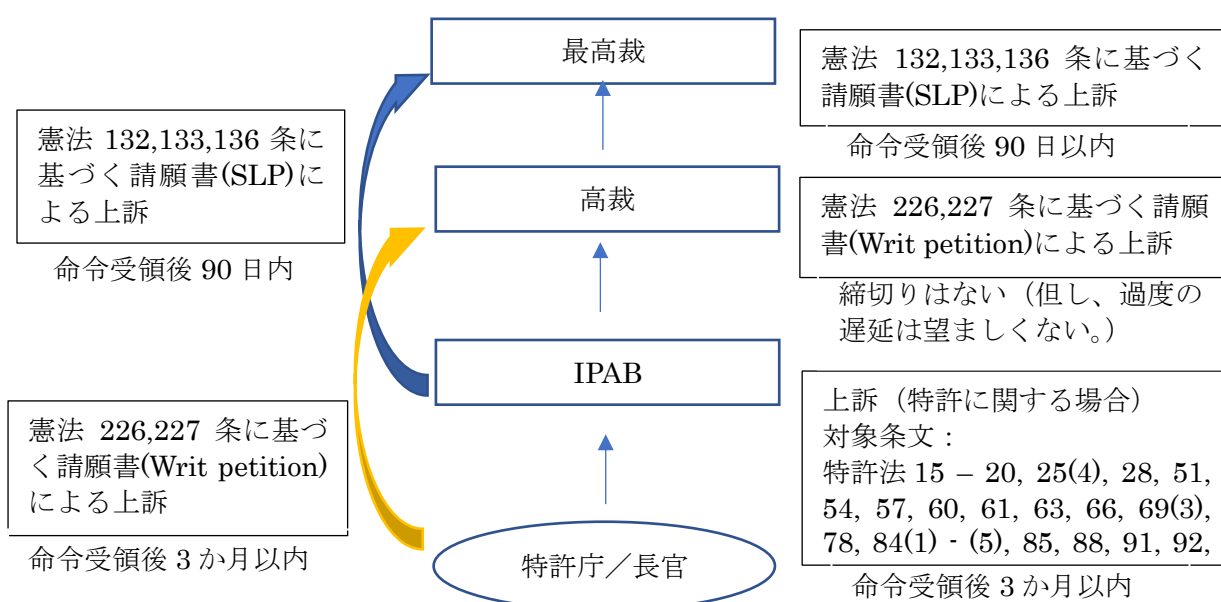 最高裁
憲法 132,133,136 条に基づく
請願書(SLP)による上訴
命令受領後 90 日以内
憲法 132,133,136 条に
基づく請願書(SLP)に
よる上訴
命令受領後 90 日内
高裁
憲法 226,227 条に基づく請願
書(Writ petition)による上訴
締切りはない（但し、過度の
遅延は望ましくない。）
IPAB
上訴（特許に関する場合）
対象条文：
特許法 15 – 20, 25(4), 28, 51,
54, 57, 60, 61, 63, 66, 69(3),
78, 84(1) - (5), 85, 88, 91, 92,
命令受領後 3 か月以内
憲法 226,227 条に基づ
く請願書(Writ petition)
による上訴
命令受領後 3 か月以内
特許庁／長官